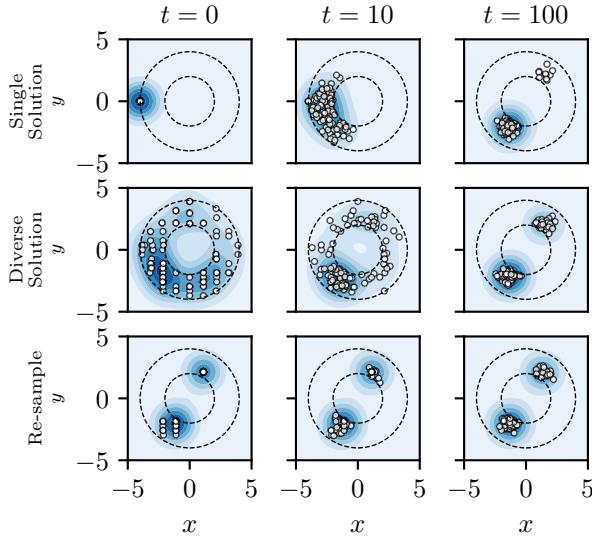 t = 0 t = 10 t = 100
Single
Solution
y
5
0
−5
Diverse
Solution
y
5
0
−5
Re-sample
y
5
0
−5
−5 0 5 −5 0 5 −5 0 5
x x x